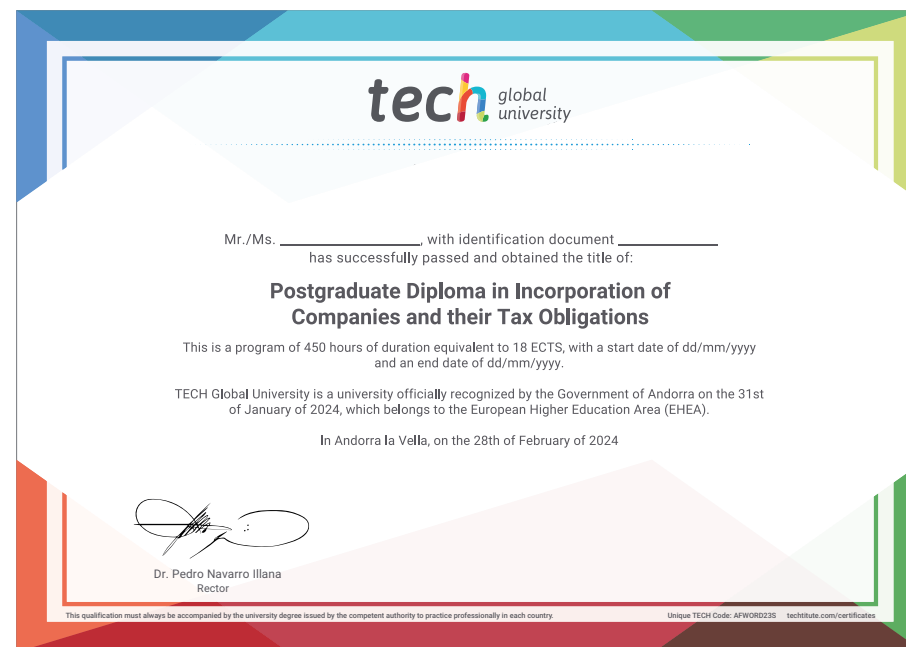 tech global
university
Mr./Ms. ____________________, with identification document ______________
has successfully passed and obtained the title of:
Postgraduate Diploma in Incorporation of
Companies and their Tax Obligations
This is a program of 450 hours of duration equivalent to 18 ECTS, with a start date of dd/mm/yyyy
and an end date of dd/mm/yyyy.
TECH Global University is a university officially recognized by the Government of Andorra on the 31st
of January of 2024, which belongs to the European Higher Education Area (EHEA).
In Andorra la Vella, on the 28th of February of 2024
Dr. Pedro Navarro Illana
Rector
This qualification must always be accompanied by the university degree issued by the competent authority to practice professionally in each country. Unique TECH Code: AFWORD23S techtitute.com/certificates